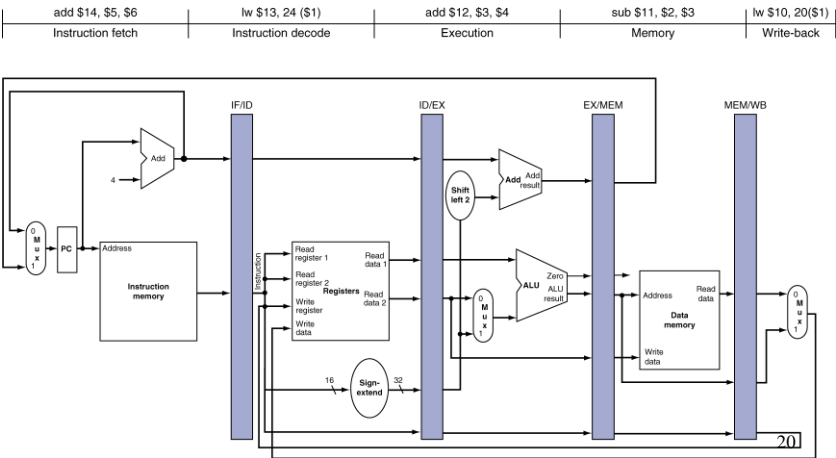 add $14, $5, $6 lw $13, 24 ($1) add $12, $3, $4 sub $11, $2, $3 lw $10, 20($1)
Instruction fetch Instruction decode Execution Memory Write-back
IF/ID ID/EX EX/MEM MEM/WB
Add
4
Shift
left 2
Add Add
result
0
M
u
x
1
PC
Address
Instruction
memory
Instruction
Read
register 1
Read
register 2
Write
register
Write
data
Registers
Read
data 1
Read
data 2
16
Sign-
extend
32
0
M
u
x
1
ALU
Zero
ALU
result
Address
Read
data
Data
memory
Write
data
0
M
u
x
1
20